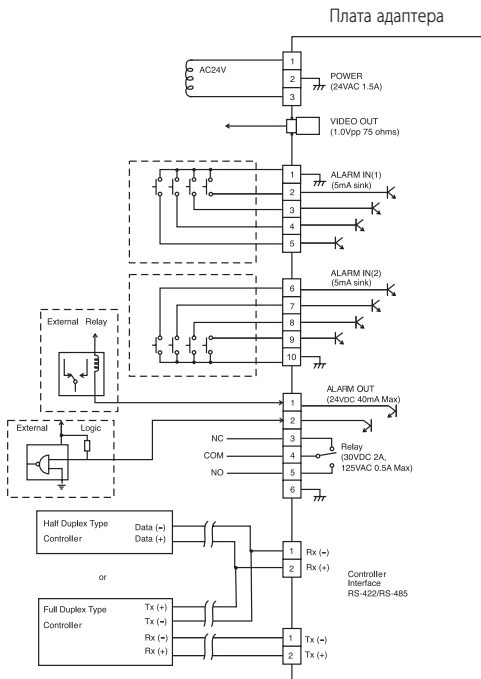 Плата адаптера
AC24V
1
2
3
POWER
(24VAC 1.5A)
VIDEO OUT
(1.0Vpp 75 ohms)
1
2
3
4
5
ALARM IN(1)
(5mA sink)
6
7
8
9
10
ALARM IN(2)
(5mA sink)
External Relay
External Logic
1
2
3
4
5
6
ALARM OUT
(24VDC 40mA Max)
NC
COM
NO
Relay
(30VDC 2A,
125VAC 0.5A Max)
Half Duplex Type
Controller
Data (-)
Data (+)
1 Rx (-)
2 Rx (+)
Controller
Interface
RS-422/RS-485
or
Full Duplex Type
Controller
Tx (+)
Tx (-)
Rx (-)
Rx (+)
1 Tx (-)
2 Tx (+)